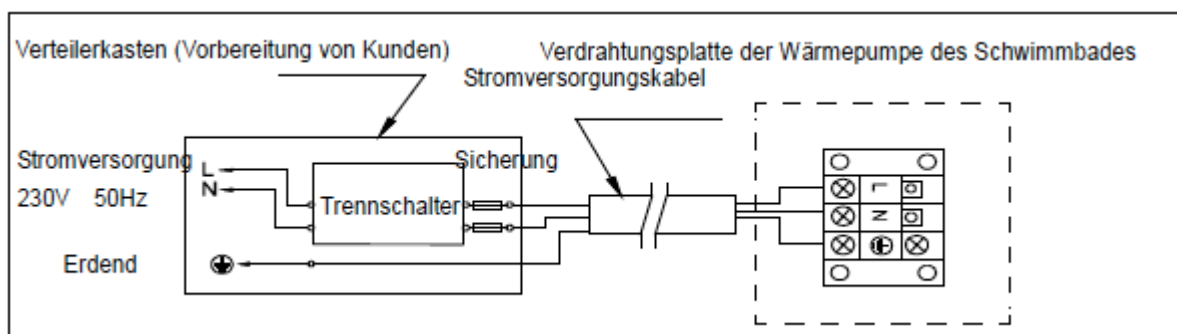 Verteilerkasten (Vorbereitung von Kunden)
Verdrahtungsplatte der Wärmepumpe des Schwimmbades
Stromversorgungskabel
Stromversorgung
230V 50Hz
L
N
Trennschalter
Sicherung
Erdend
L
N